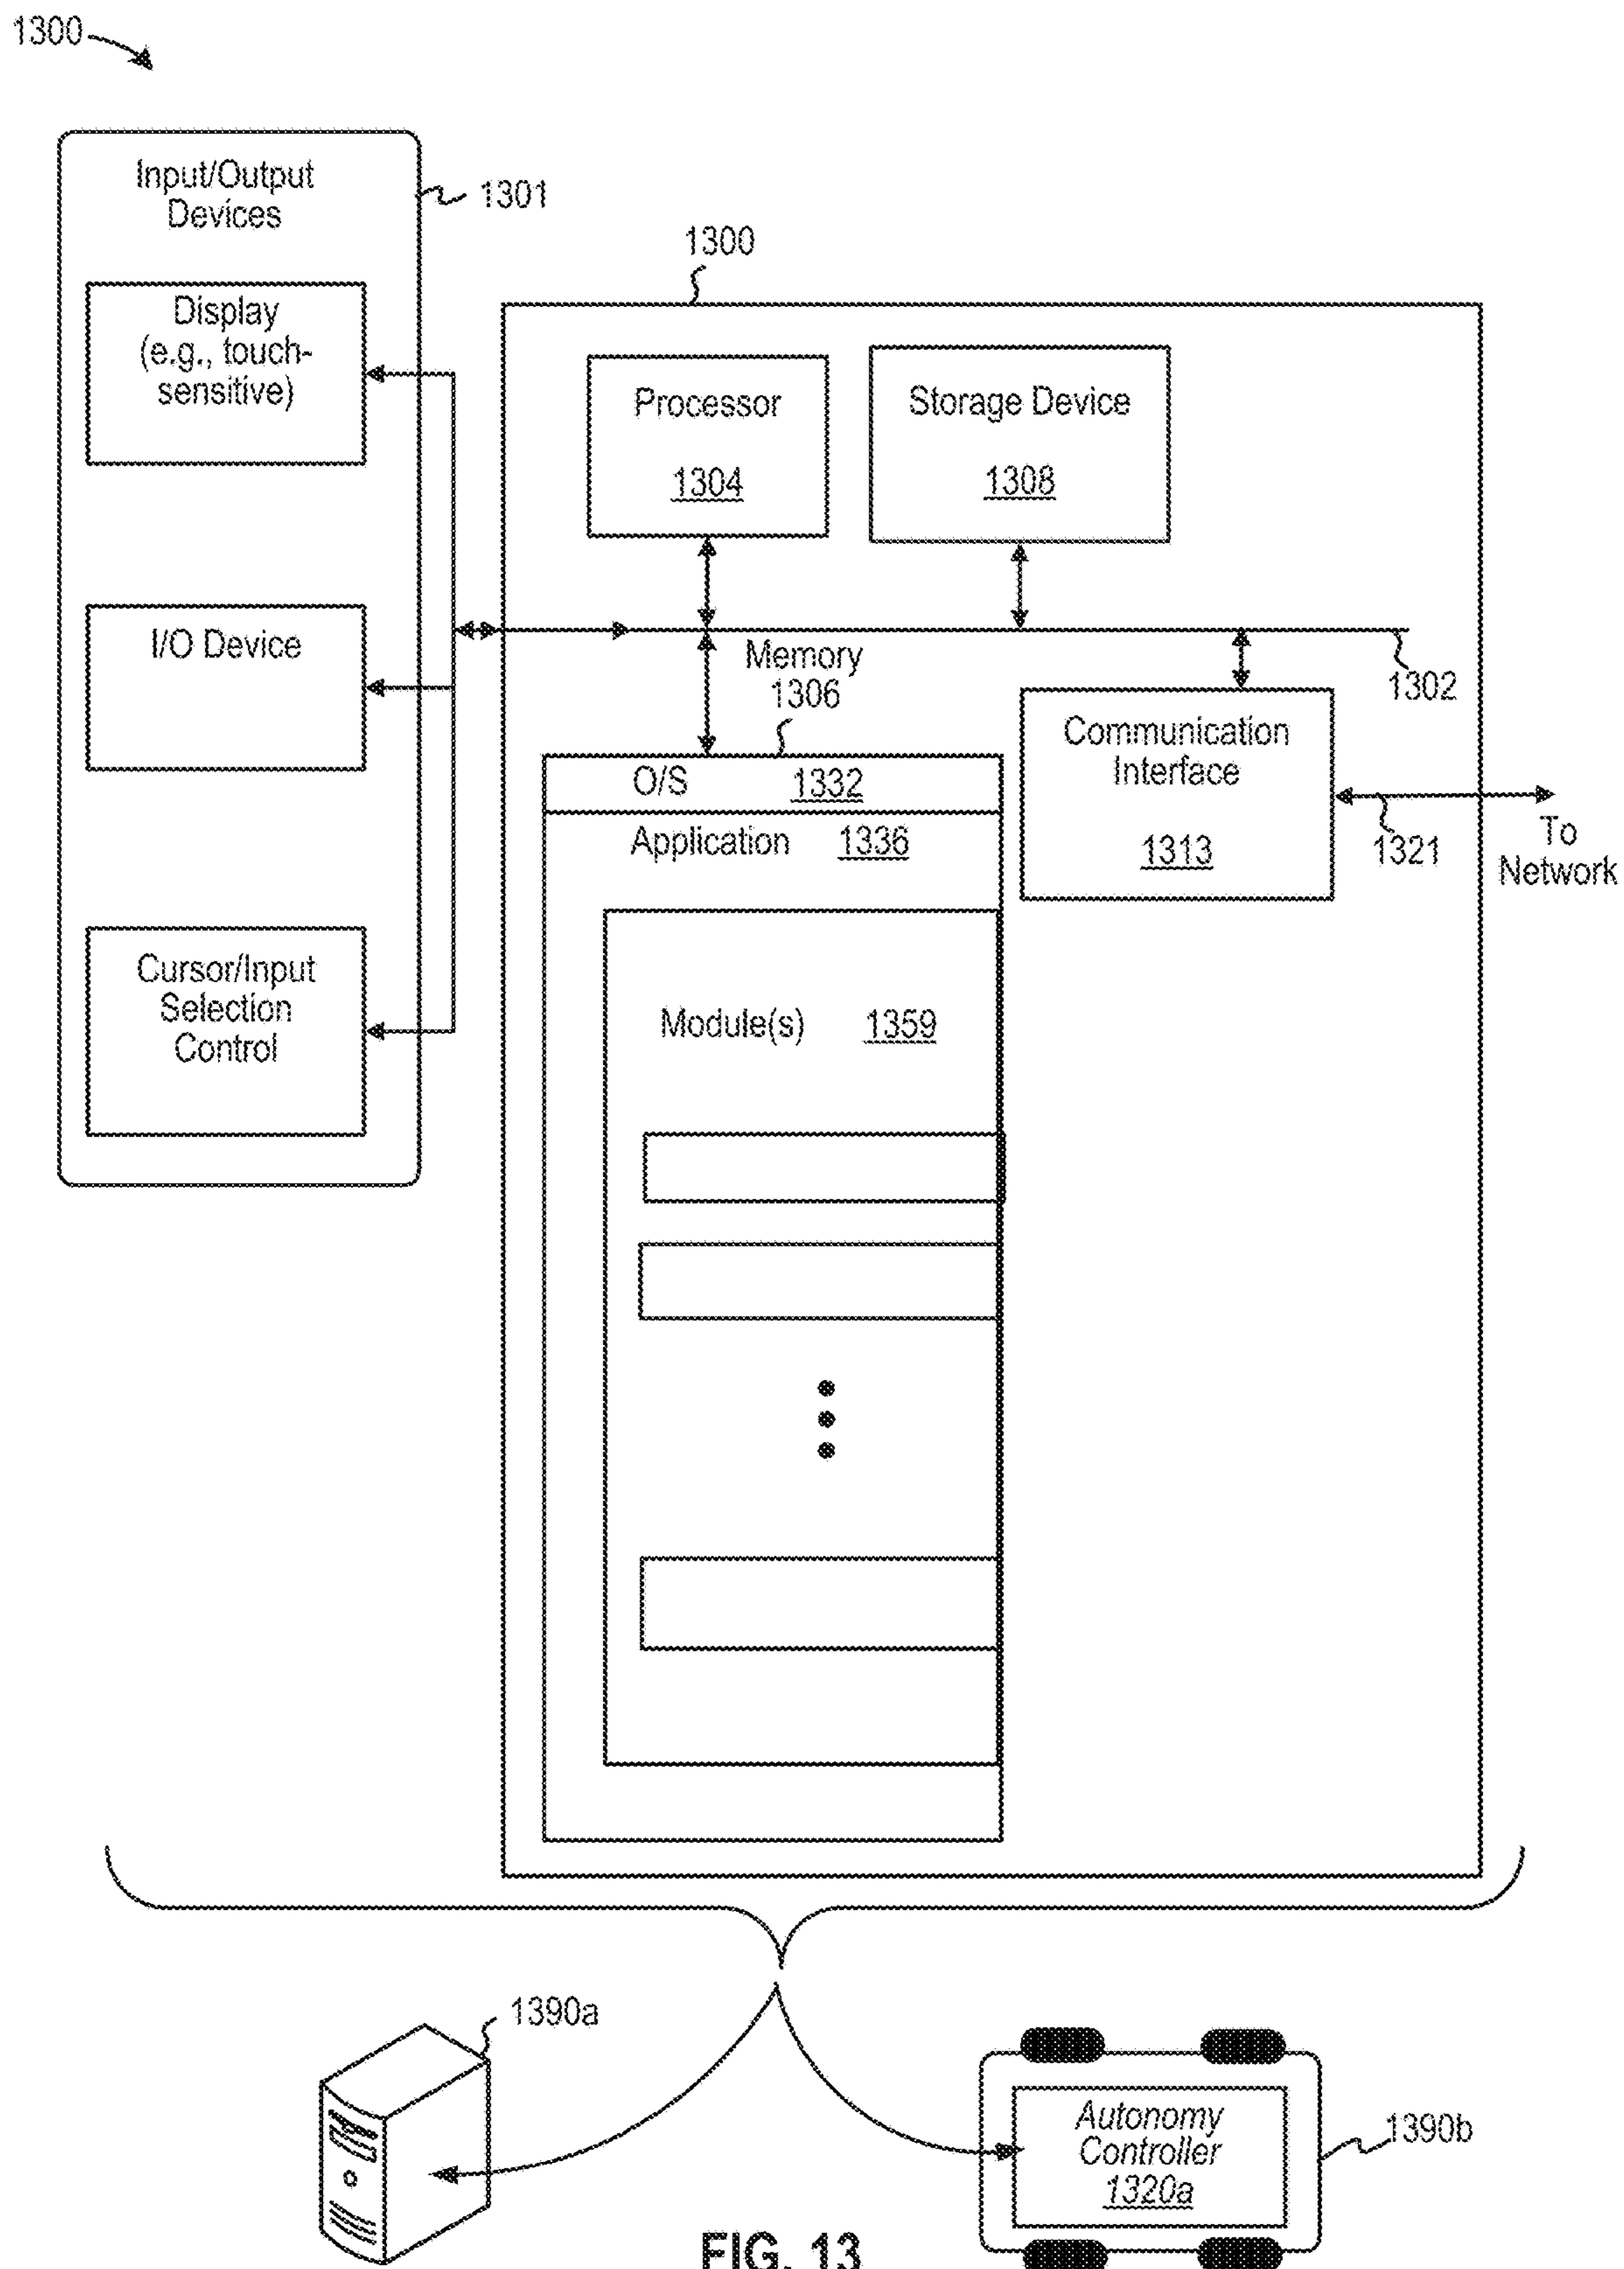 1300
Input/Output
Devices
1301
Display
(e.g., touch-
sensitive)
I/O Device
Cursor/Input
Selection
Control
1300
Processor
1304
Storage Device
1308
1302
Memory
1306
O/S 1332
Application 1336
Module(s) 1359
Communication
Interface
1313
1321
To
Network
1390a
Autonomy
Controller
1320a
1390b
FIG. 13